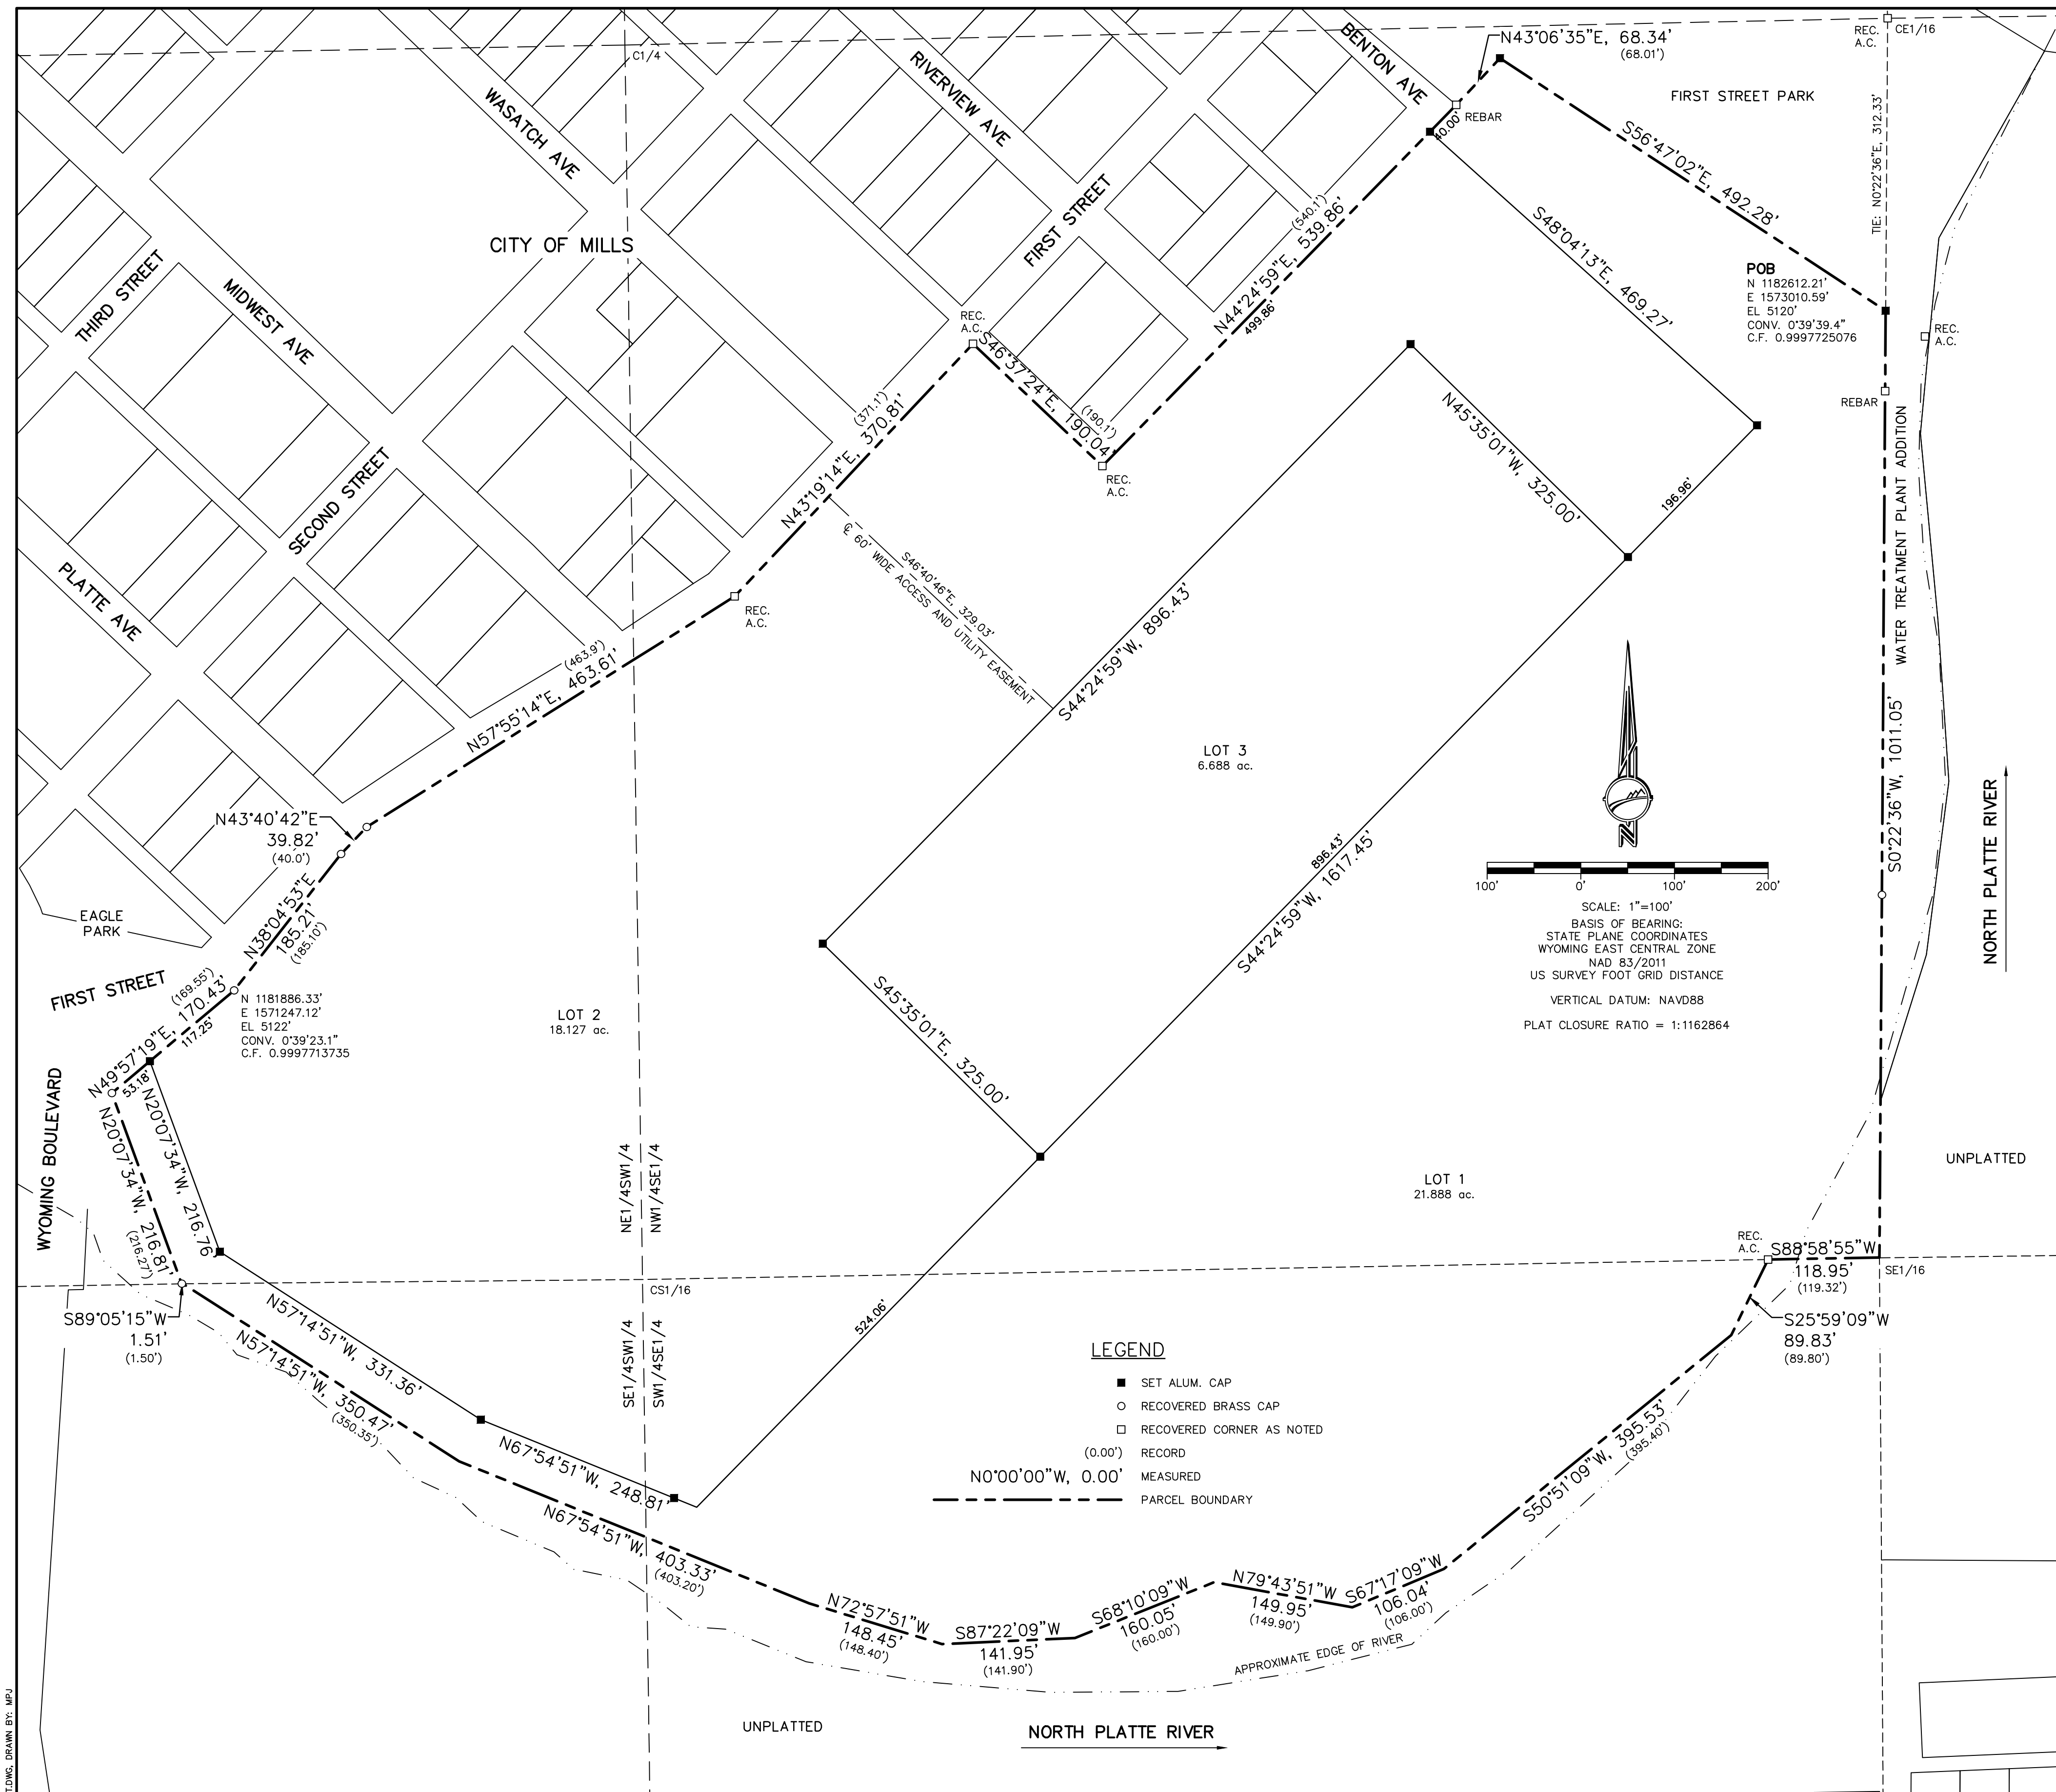 C1/4
REC.
A.C.
CE1/16
N43°06'35"E, 68.34'
(68.01')
BENTON AVE
REBAR
40.00'
FIRST STREET PARK
S56°47'02"E, 492.28'
TIE: N0°22'36"E, 312.33'
RIVERVIEW AVE
WASATCH AVE
CITY OF MILLS
FIRST STREET
THIRD STREET
MIDWEST AVE
SECOND STREET
PLATTE AVE
(540.1')
N44°24'59"E, 539.86'
499.86'
S48°04'13"E, 469.27'
POB
N 1182612.21'
E 1573010.59'
EL 5120'
CONV. 0°39'39.4"
C.F. 0.9997725076
REC.
A.C.
REBAR
REC.
A.C.
S46°37'24"E, 190.04'
(190.1')
REC.
A.C.
(371.1')
N43°19'14"E, 370.81'
N45°35'01"W, 325.00'
196.96'
WATER TREATMENT PLANT ADDITION
S46°40'46"E, 329.03'
℄ 60' WIDE ACCESS AND UTILITY EASEMENT
REC.
A.C.
(463.9')
N57°55'14"E, 463.61'
S44°24'59"W, 896.43'
LOT 3
6.688 ac.
S0°22'36"W, 1011.05'
NORTH PLATTE RIVER
N43°40'42"E
39.82'
(40.0')
N38°04'53"E
185.21'
(185.10')
EAGLE
PARK
FIRST STREET
(169.55')
N49°57'19"E, 170.43'
117.25'
53.18'
N 1181886.33'
E 1571247.12'
EL 5122'
CONV. 0°39'23.1"
C.F. 0.9997713735
LOT 2
18.127 ac.
896.43'
S44°24'59"W, 1617.45'
N
100'
0'
100'
200'
SCALE: 1"=100'
BASIS OF BEARING:
STATE PLANE COORDINATES
WYOMING EAST CENTRAL ZONE
NAD 83/2011
US SURVEY FOOT GRID DISTANCE
VERTICAL DATUM: NAVD88
PLAT CLOSURE RATIO = 1:1162864
S45°35'01"E, 325.00'
WYOMING BOULEVARD
N20°07'34"W, 216.76'
N20°07'34"W, 216.81'
(216.27')
NE1/4SW1/4
NW1/4SE1/4
LOT 1
21.888 ac.
UNPLATTED
REC.
A.C.
S88°58'55"W
118.95'
(119.32')
SE1/16
CS1/16
S89°05'15"W
1.51'
(1.50')
S25°59'09"W
89.83'
(89.80')
N57°14'51"W, 331.36'
N57°14'51"W, 350.47'
(350.35')
SE1/4SW1/4
SW1/4SE1/4
524.06'
LEGEND
SET ALUM. CAP
RECOVERED BRASS CAP
RECOVERED CORNER AS NOTED
(0.00') RECORD
N0°00'00"W, 0.00' MEASURED
PARCEL BOUNDARY
N67°54'51"W, 248.81'
N67°54'51"W, 403.33'
(403.20')
N72°57'51"W
148.45'
(148.40')
S87°22'09"W
141.95'
(141.90')
S68°10'09"W
160.05'
(160.00')
N79°43'51"W
149.95'
(149.90')
S67°17'09"W
106.04'
(106.00')
S50°51'09"W, 395.53'
(395.40')
APPROXIMATE EDGE OF RIVER
UNPLATTED
NORTH PLATTE RIVER
T.DWG, DRAWN BY: MPJ